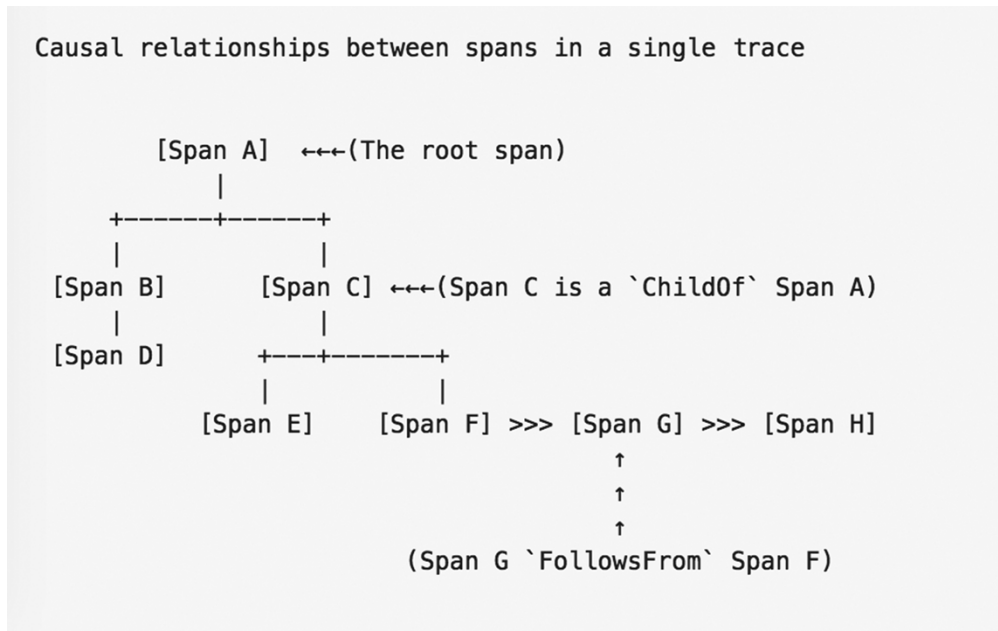 Causal relationships between spans in a single trace
[Span A] ←←←(The root span)
|
+------+------+
| |
[Span B] [Span C] ←←←(Span C is a `ChildOf` Span A)
| |
[Span D] +---+-------+
| |
[Span E] [Span F] >>> [Span G] >>> [Span H]
↑
↑
↑
(Span G `FollowsFrom` Span F)